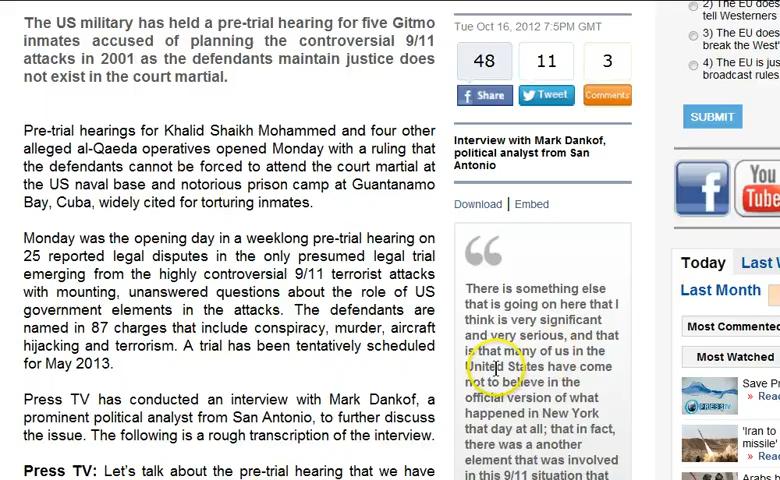 The US military has held a pre-trial hearing for five Gitmo
inmates accused of planning the controversial 9/11
attacks in 2001 as the defendants maintain justice does
not exist in the court martial.
Pre-trial hearings for Khalid Shaikh Mohammed and four other
alleged al-Qaeda operatives opened Monday with a ruling that
the defendants cannot be forced to attend the court martial at
the US naval base and notorious prison camp at Guantanamo
Bay, Cuba, widely cited for torturing inmates.
Monday was the opening day in a weeklong pre-trial hearing on
25 reported legal disputes in the only presumed legal trial
emerging from the highly controversial 9/11 terrorist attacks
with mounting, unanswered questions about the role of US
government elements in the attacks. The defendants are
named in 87 charges that include conspiracy, murder, aircraft
hijacking and terrorism. A trial has been tentatively scheduled
for May 2013.
Press TV has conducted an interview with Mark Dankof, a
prominent political analyst from San Antonio, to further discuss
the issue. The following is a rough transcription of the interview.
Press TV: Let's talk about the pre-trial hearing that we have
Tue Oct 16, 2012 7:5PM GMT
48 11 3
Share Tweet Comments
Interview with Mark Dankof,
political analyst from San
Antonio
Download | Embed
There is something else
that is going on here that I
think is very significant
and very serious, and that
is that many of us in the
United States have come
not to believe in the
official version of what
happened in New York
that day at all; that in fact,
there was a another
element that was involved
in this 9/11 situation that
2) The EU does
tell Westerners
3) The EU does
break the West'
4) The EU is jus
broadcast rules
SUBMIT
f You
Tube
Today Last W
Last Month
Most Commented
Most Watched
PRESSTV
Save Pr
» Read
'Iran to
missile'
» Read
Arabs b